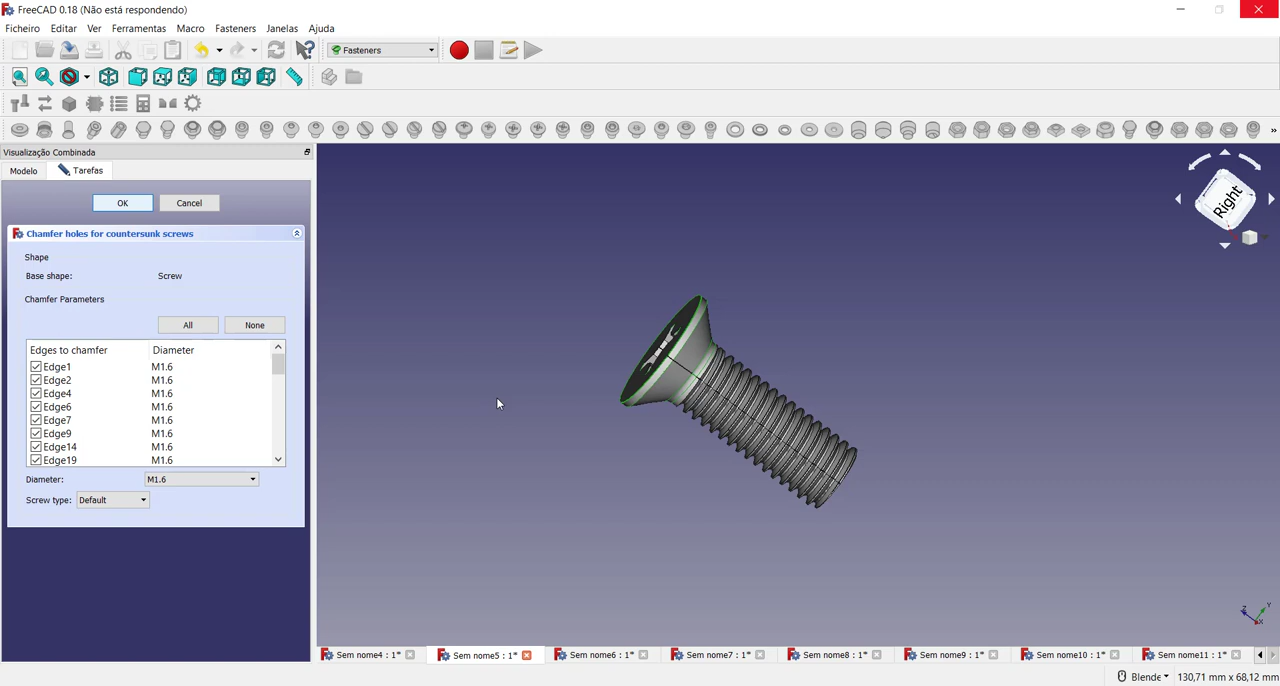 FreeCAD 0.18 (Não está respondendo)
Ficheiro Editar Ver Ferramentas Macro Fasteners Janelas Ajuda
Fasteners
»
Visualização Combinada
Modelo Tarefas
OK Cancel
Chamfer holes for countersunk screws
Shape
Base shape: Screw
Chamfer Parameters
All None
Edges to chamfer Diameter
Edge1 M1.6
Edge2 M1.6
Edge4 M1.6
Edge6 M1.6
Edge7 M1.6
Edge9 M1.6
Edge14 M1.6
Edge19 M1.6
Diameter: M1.6
Screw type: Default
Right
Z Y X
Sem nome4 : 1* Sem nome5 : 1* Sem nome6 : 1* Sem nome7 : 1* Sem nome8 : 1* Sem nome9 : 1* Sem nome10 : 1* Sem nome11 : 1*
Blende 130,71 mm x 68,12 mm